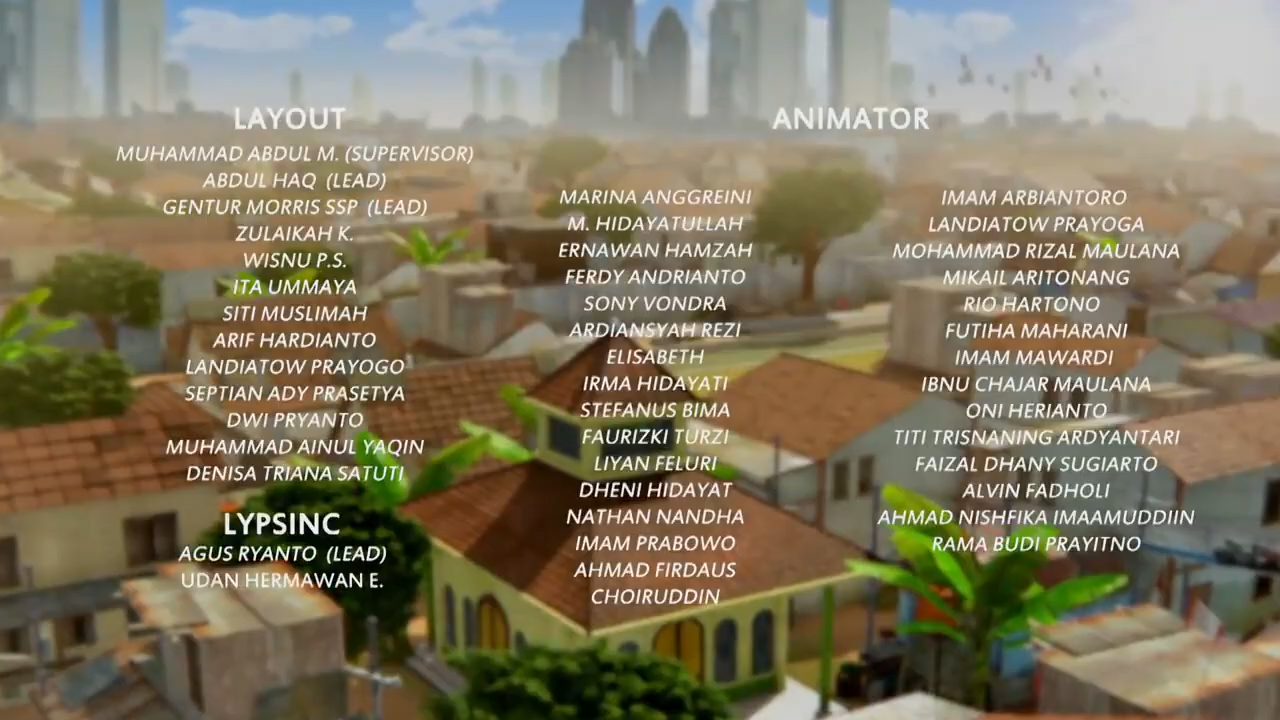 LAYOUT
MUHAMMAD ABDUL M. (SUPERVISOR)
ABDUL HAQ (LEAD)
GENTUR MORRIS SSP (LEAD)
ZULAIKAH K.
WISNU P.S.
ITA UMMAYA
SITI MUSLIMAH
ARIF HARDIANTO
LANDIATOW PRAYOGO
SEPTIAN ADY PRASETYA
DWI PRYANTO
MUHAMMAD AINUL YAQIN
DENISA TRIANA SATUTI
LYPSINC
AGUS RYANTO (LEAD)
UDAN HERMAWAN E.
ANIMATOR
MARINA ANGGREINI
M. HIDAYATULLAH
ERNAWAN HAMZAH
FERDY ANDRIANTO
SONY VONDRA
ARDIANSYAH REZI
ELISABETH
IRMA HIDAYATI
STEFANUS BIMA
FAURIZKI TURZI
LIYAN FELURI
DHENI HIDAYAT
NATHAN NANDHA
IMAM PRABOWO
AHMAD FIRDAUS
CHOIRUDDIN
IMAM ARBIANTORO
LANDIATOW PRAYOGA
MOHAMMAD RIZAL MAULANA
MIKAIL ARITONANG
RIO HARTONO
FUTIHA MAHARANI
IMAM MAWARDI
IBNU CHAJAR MAULANA
ONI HERIANTO
TITI TRISNANING ARDYANTARI
FAIZAL DHANY SUGIARTO
ALVIN FADHOLI
AHMAD NISHFIKA IMAAMUDDIIN
RAMA BUDI PRAYITNO